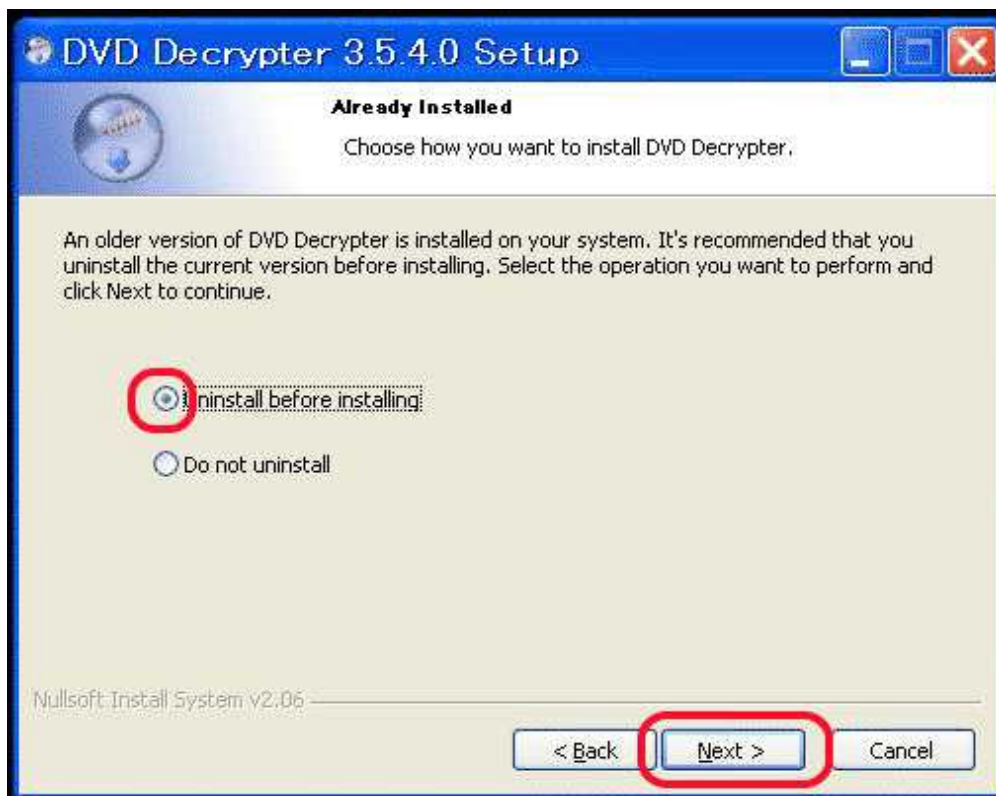 DVD Decrypter 3.5.4.0 Setup
Already Installed
Choose how you want to install DVD Decrypter.
An older version of DVD Decrypter is installed on your system. It's recommended that you
uninstall the current version before installing. Select the operation you want to perform and
click Next to continue.
Uninstall before installing
Do not uninstall
Nullsoft Install System v2.06
< Back
Next >
Cancel